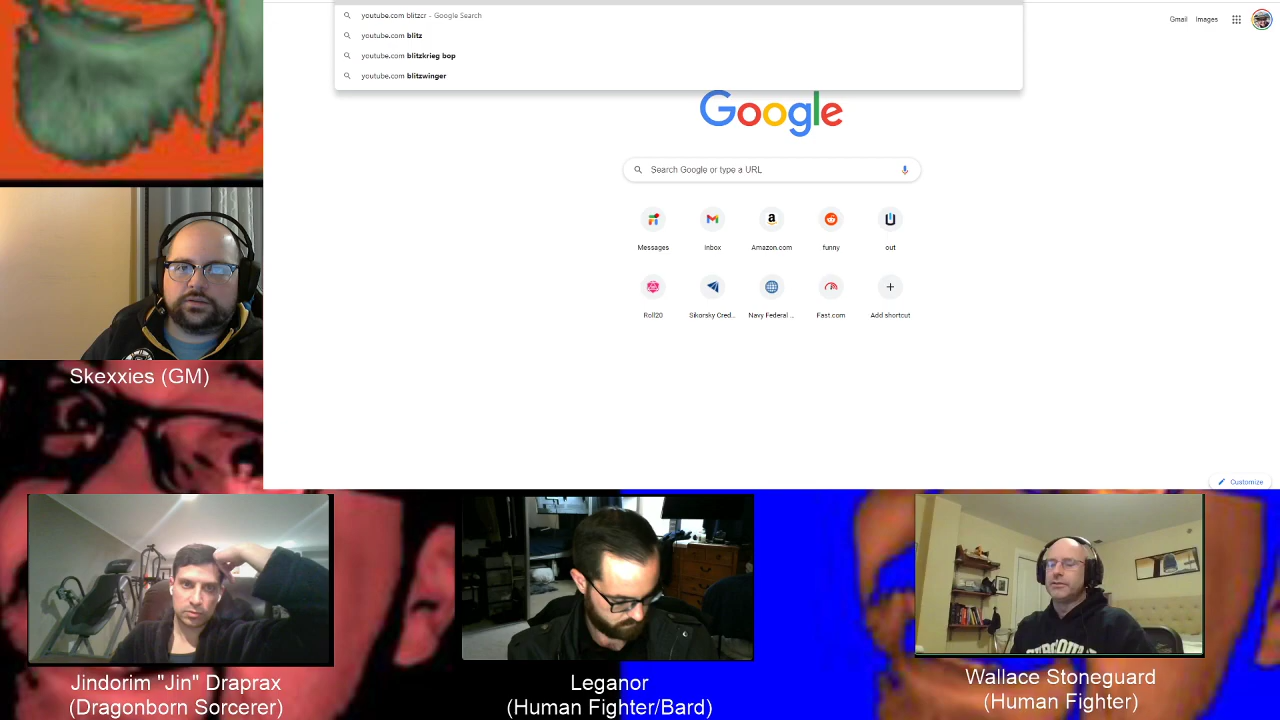 youtube.com blitzcr - Google Search
youtube.com blitz
youtube.com blitzkrieg bop
youtube.com blitzwinger
Gmail Images
Google
Search Google or type a URL
Messages Inbox Amazon.com funny out
Roll20 Sikorsky Cred... Navy Federal ... Fast.com Add shortcut
Customize
Skexxies (GM)
Jindorim "Jin" Draprax
(Dragonborn Sorcerer)
Leganor
(Human Fighter/Bard)
Wallace Stoneguard
(Human Fighter)